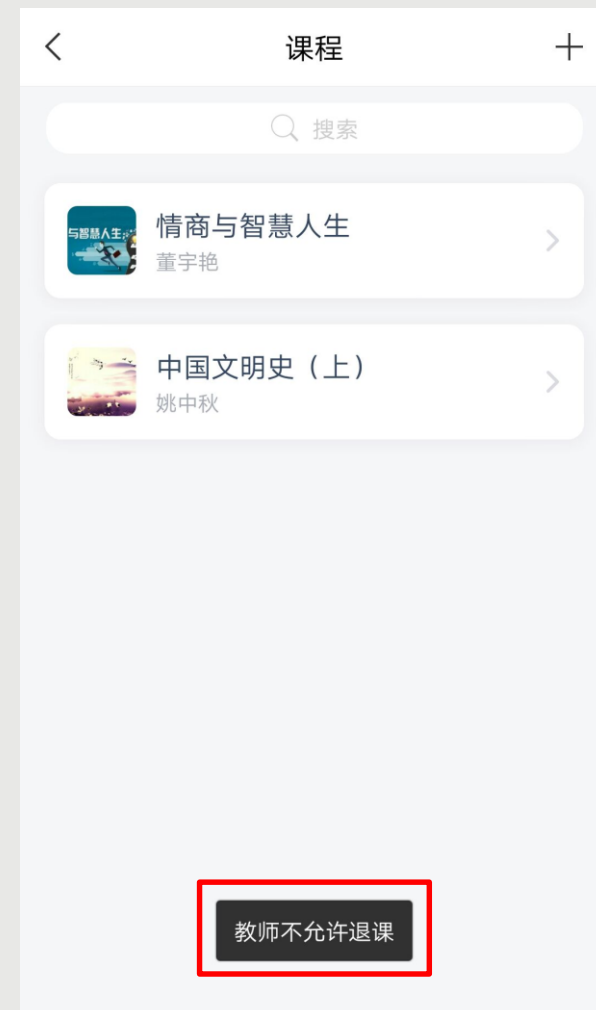 课程
搜索
与智慧人生
情商与智慧人生
董宇艳
中国文明史（上）
姚中秋
教师不允许退课